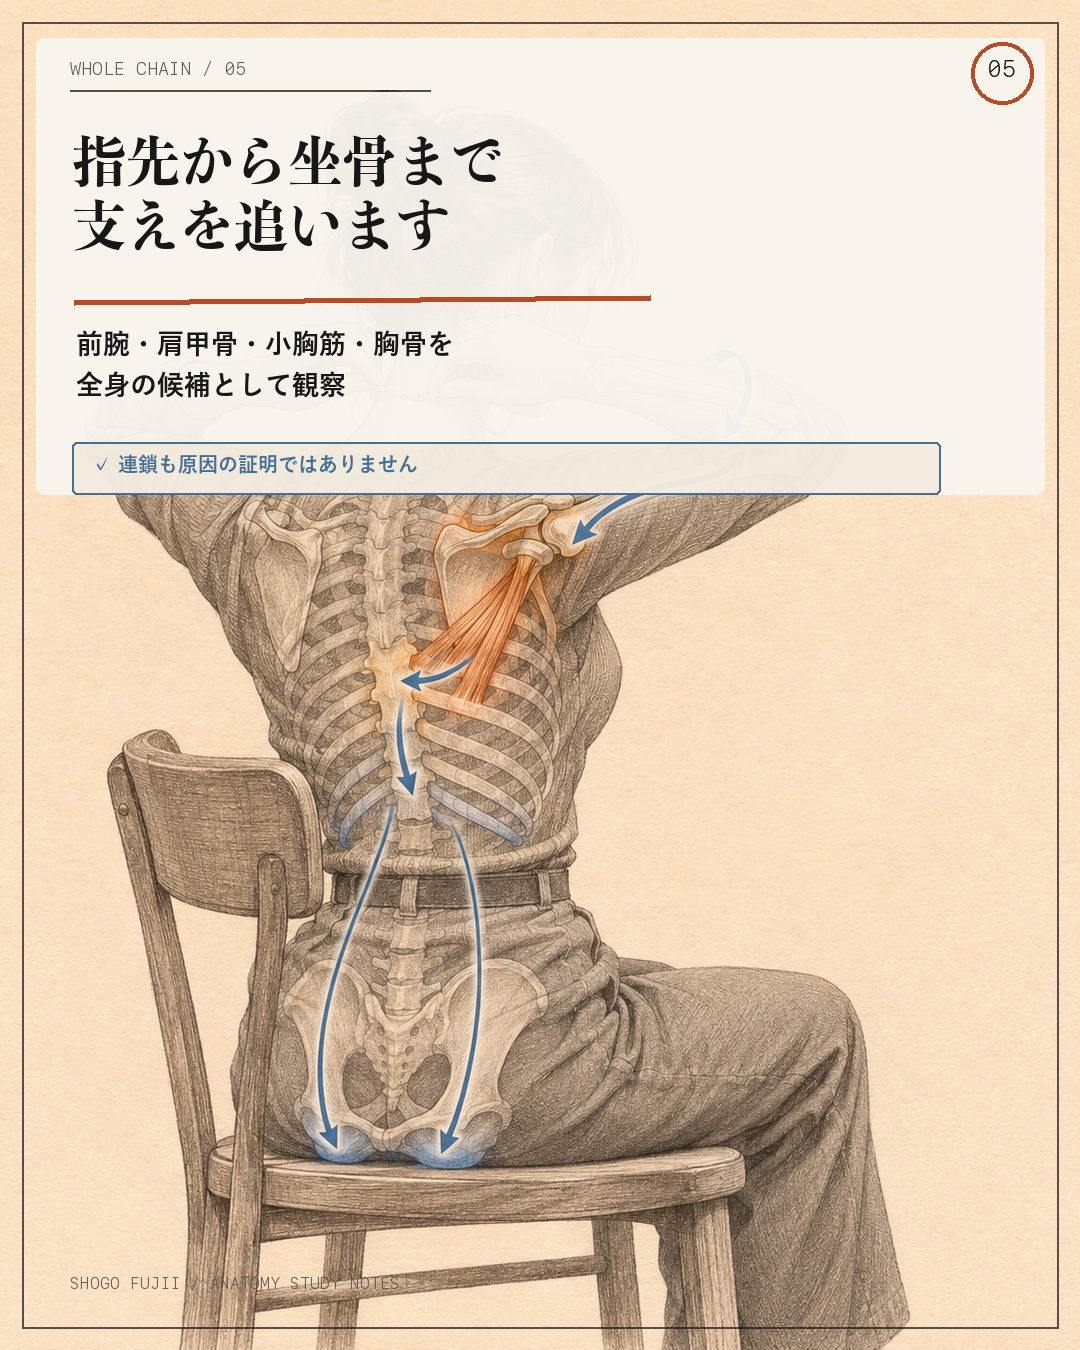 WHOLE CHAIN / 05
05
指先から坐骨まで
支えを追います
前腕・肩甲骨・小胸筋・胸骨を
全身の候補として観察
✓ 連鎖も原因の証明ではありません
SHOGO FUJII / ANATOMY STUDY NOTES